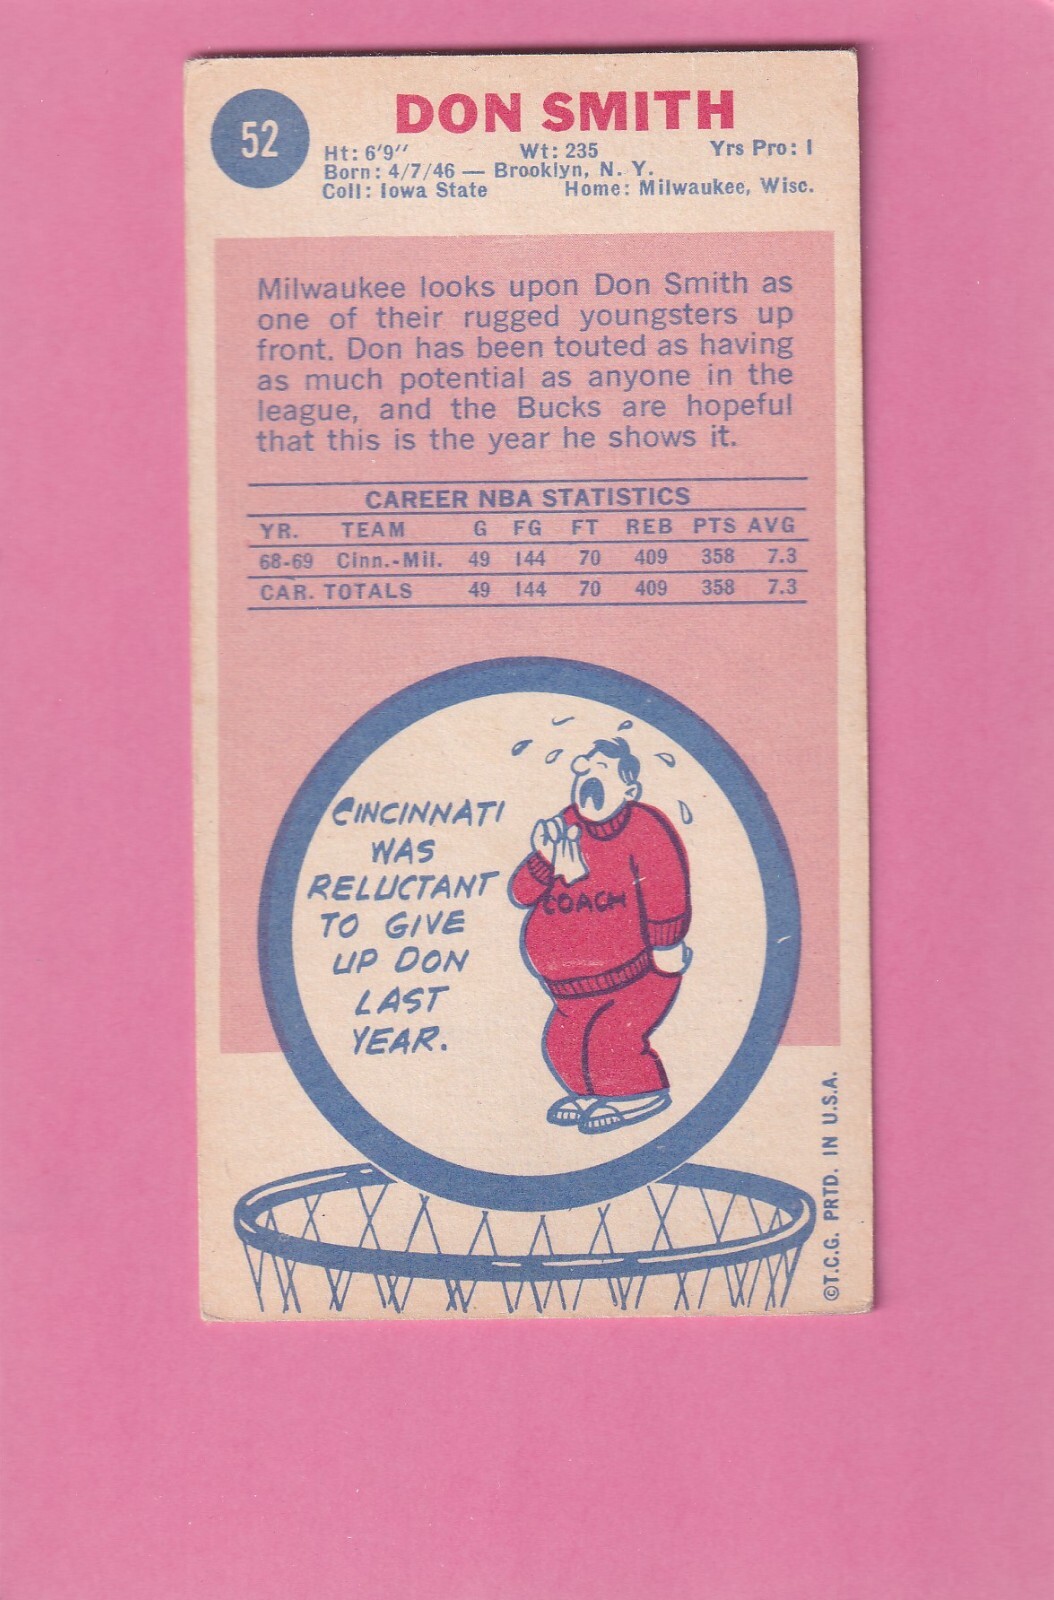 52
DON SMITH
Ht: 6'9" Wt: 235 Yrs Pro: 1
Born: 4/7/46 — Brooklyn, N. Y.
Coll: Iowa State Home: Milwaukee, Wisc.
Milwaukee looks upon Don Smith as
one of their rugged youngsters up
front. Don has been touted as having
as much potential as anyone in the
league, and the Bucks are hopeful
that this is the year he shows it.
CAREER NBA STATISTICS
YR. TEAM G FG FT REB PTS AVG
68-69 Cinn.-Mil. 49 144 70 409 358 7.3
CAR. TOTALS 49 144 70 409 358 7.3
CINCINNATI
WAS
RELUCTANT
TO GIVE
UP DON
LAST
YEAR.
COACH
©T.C.G. PRTD. IN U.S.A.